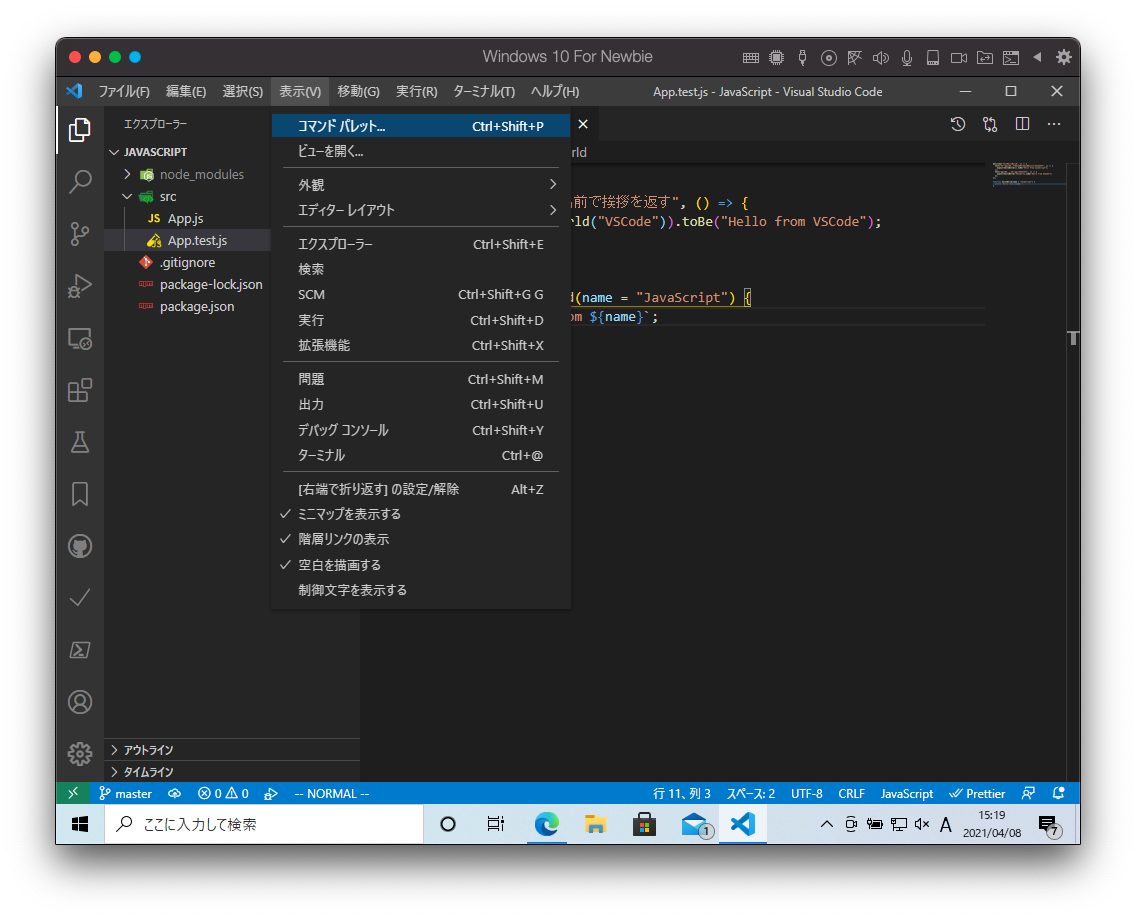 Windows 10 For Newbie
ファイル(F) 編集(E) 選択(S) 表示(V) 移動(G) 実行(R) ターミナル(T) ヘルプ(H) App.test.js - JavaScript - Visual Studio Code
エクスプローラー
JAVASCRIPT
node_modules
src
JS App.js
App.test.js
.gitignore
package-lock.json
package.json
アウトライン
タイムライン
コマンド パレット... Ctrl+Shift+P
ビューを開く...
外観
エディター レイアウト
エクスプローラー Ctrl+Shift+E
検索
SCM Ctrl+Shift+G G
実行 Ctrl+Shift+D
拡張機能 Ctrl+Shift+X
問題 Ctrl+Shift+M
出力 Ctrl+Shift+U
デバッグ コンソール Ctrl+Shift+Y
ターミナル Ctrl+@
[右端で折り返す] の設定/解除 Alt+Z
ミニマップを表示する
階層リンクの表示
空白を描画する
制御文字を表示する
rld
前で挨拶を返す", () => {
rld("VSCode")).toBe("Hello from VSCode");
d(name = "JavaScript") {
om ${name}`;
master 0 0 -- NORMAL -- 行 11、列 3 スペース: 2 UTF-8 CRLF JavaScript Prettier
ここに入力して検索 1 A 15:19
2021/04/08 7